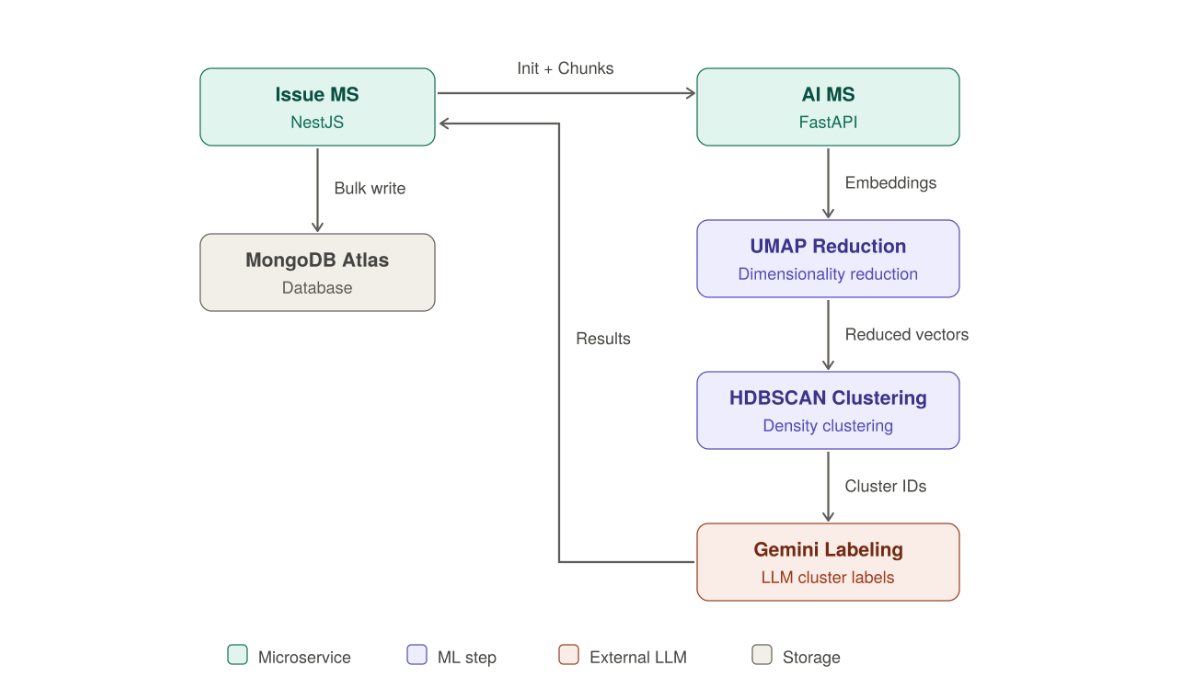 Init + Chunks
Issue MS
NestJS
AI MS
FastAPI
Bulk write
Embeddings
MongoDB Atlas
Database
UMAP Reduction
Dimensionality reduction
Results
Reduced vectors
HDBSCAN Clustering
Density clustering
Cluster IDs
Gemini Labeling
LLM cluster labels
Microservice
ML step
External LLM
Storage